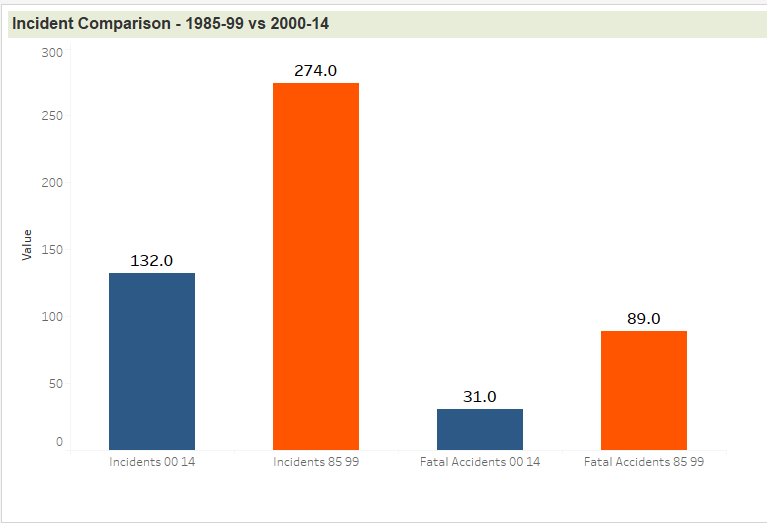 Incident Comparison - 1985-99 vs 2000-14
300
250
200
150
100
50
0
Value
132.0
274.0
31.0
89.0
Incidents 00 14
Incidents 85 99
Fatal Accidents 00 14
Fatal Accidents 85 99